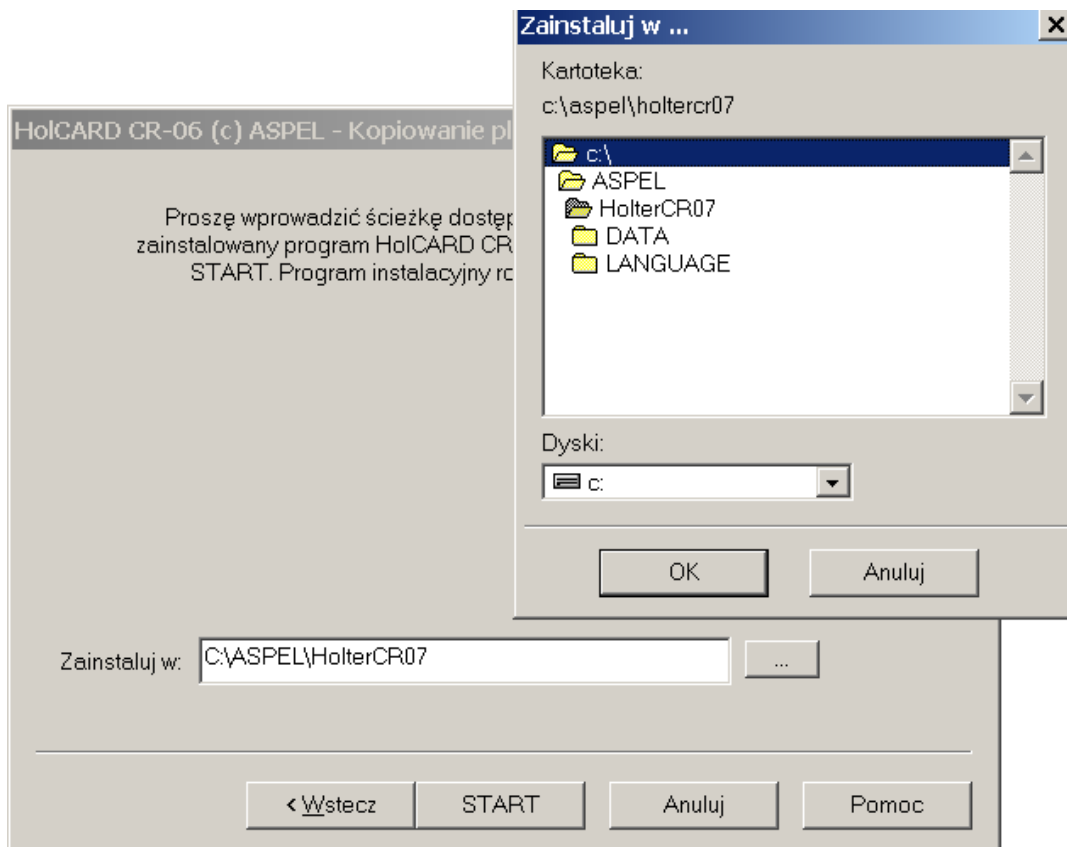 Zainstaluj w ...
Kartoteka:
c:\aspel\holtercr07
c:\
ASPEL
HolterCR07
DATA
LANGUAGE
Dyski:
c:
OK
Anuluj
HolCARD CR-06 (c) ASPEL - Kopiowanie pl
Proszę wprowadzić ścieżkę dostęp
zainstalowany program HolCARD CR
START. Program instalacyjny ro
Zainstaluj w:
C:\ASPEL\HolterCR07
...
< Wstecz
START
Anuluj
Pomoc